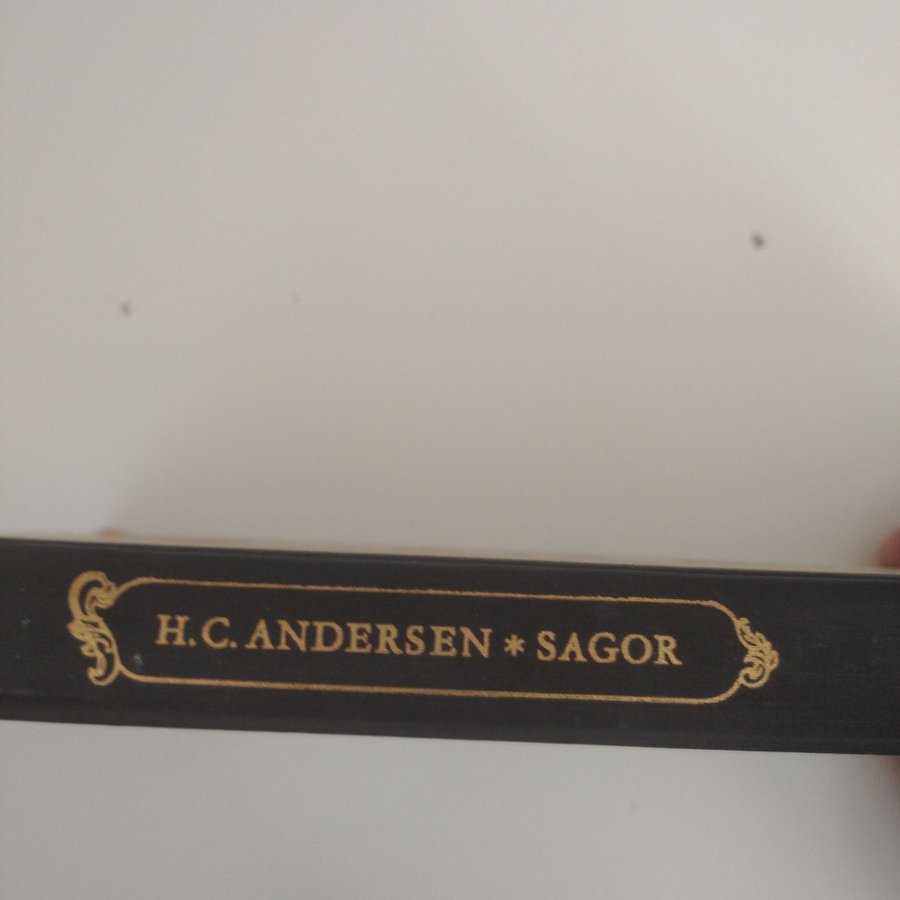 H.C. ANDERSEN * SAGOR